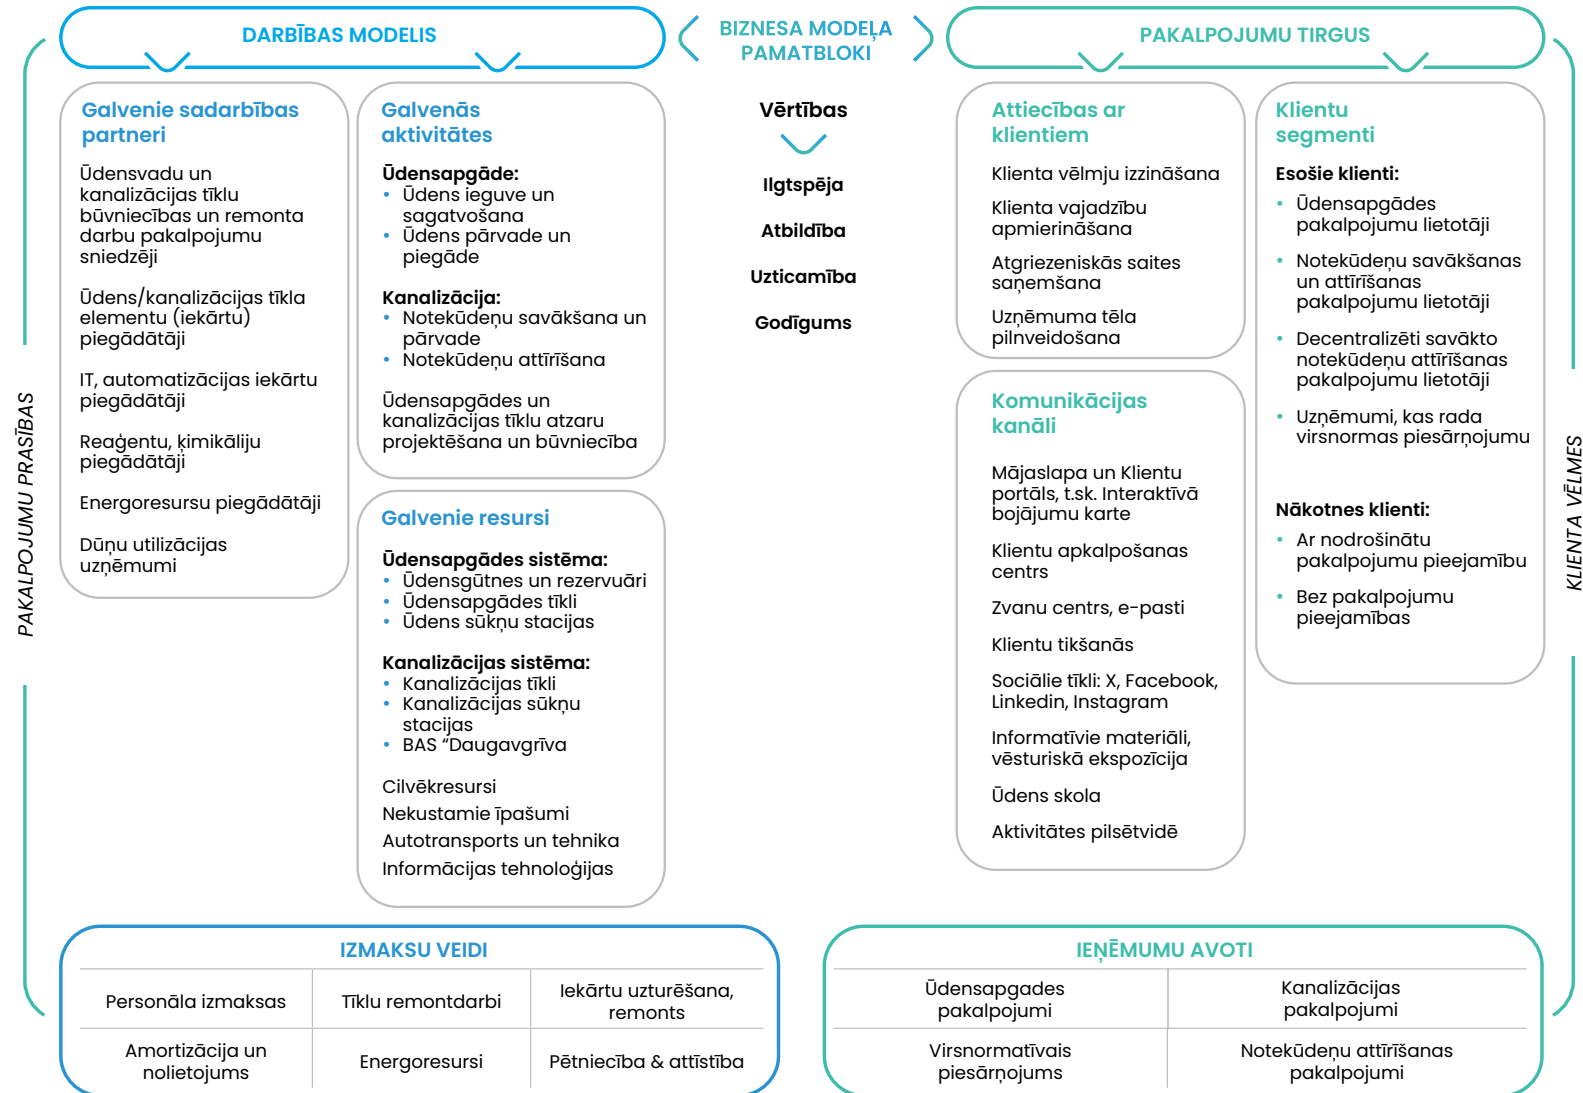 DARBĪBAS MODELIS
BIZNESA MODEĻA
PAMATBLOKI
PAKALPOJUMU TIRGUS
PAKALPOJUMU PRASĪBAS
Galvenie sadarbības
partneri
Ūdensvadu un
kanalizācijas tīklu
būvniecības un remonta
darbu pakalpojumu
sniedzēji
Ūdens/kanalizācijas tīkla
elementu (iekārtu)
piegādātāji
IT, automatizācijas iekārtu
piegādātāji
Reaģentu, ķimikāliju
piegādātāji
Energoresursu piegādātāji
Dūņu utilizācijas
uzņēmumi
Galvenās
aktivitātes
Ūdensapgāde:
• Ūdens ieguve un
sagatvošana
• Ūdens pārvade un
piegāde
Kanalizācija:
• Notekūdeņu savākšana un
pārvade
• Notekūdeņu attīrīšana
Ūdensapgādes un
kanalizācijas tīklu atzaru
projektēšana un būvniecība
Galvenie resursi
Ūdensapgādes sistēma:
• Ūdensgūtnes un rezervuāri
• Ūdensapgādes tīkli
• Ūdens sūkņu stacijas
Kanalizācijas sistēma:
• Kanalizācijas tīkli
• Kanalizācijas sūkņu
stacijas
• BAS “Daugavgrīva
Cilvēkresursi
Nekustamie īpašumi
Autotransports un tehnika
Informācijas tehnoloģijas
Vērtības
Ilgtspēja
Atbildība
Uzticamība
Godīgums
Attiecības ar
klientiem
Klienta vēlmju izzināšana
Klienta vajadzību
apmierināšana
Atgriezeniskās saites
saņemšana
Uzņēmuma tēla
pilnveidošana
Komunikācijas
kanāli
Mājaslapa un Klientu
portāls, t.sk. Interaktīvā
bojājumu karte
Klientu apkalpošanas
centrs
Zvanu centrs, e-pasti
Klientu tikšanās
Sociālie tīkli: X, Facebook,
Linkedin, Instagram
Informatīvie materiāli,
vēsturiskā ekspozīcija
Ūdens skola
Aktivitātes pilsētvidē
Klientu
segmenti
Esošie klienti:
• Ūdensapgādes
pakalpojumu lietotāji
• Notekūdeņu savākšanas
un attīrīšanas
pakalpojumu lietotāji
• Decentralizēti savākto
notekūdeņu attīrīšanas
pakalpojumu lietotāji
• Uzņēmumi, kas rada
virsnormas piesārņojumu
Nākotnes klienti:
• Ar nodrošinātu
pakalpojumu pieejamību
• Bez pakalpojumu
pieejamības
KLIENTA VĒLMES
IZMAKSU VEIDI
Personāla izmaksas
Tīklu remontdarbi
Iekārtu uzturēšana,
remonts
Amortizācija un
nolietojums
Energoresursi
Pētniecība & attīstība
IEŅĒMUMU AVOTI
Ūdensapgades
pakalpojumi
Kanalizācijas
pakalpojumi
Virsnormatīvais
piesārņojums
Notekūdeņu attīrīšanas
pakalpojumi